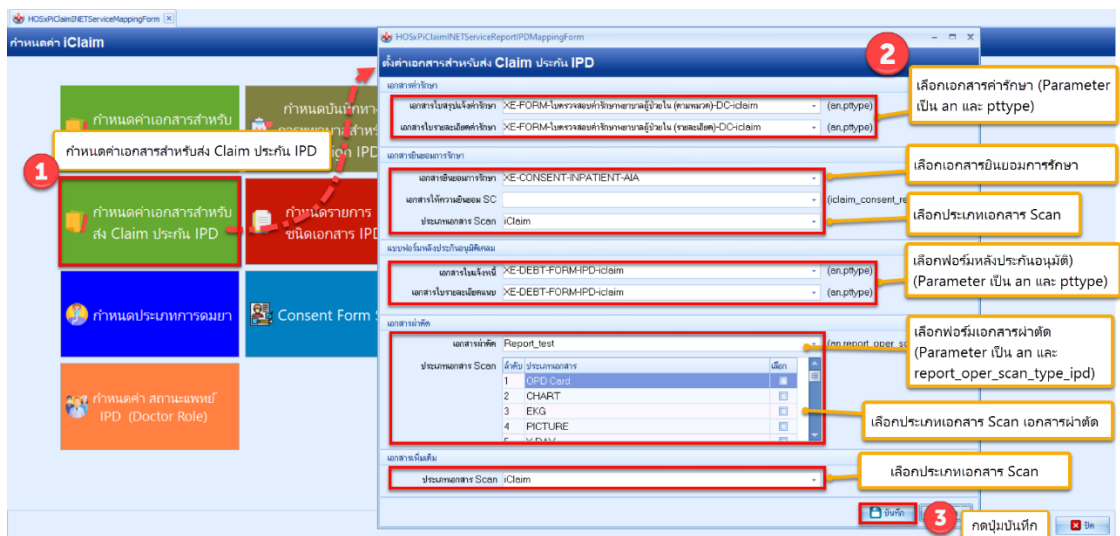 HOSxPiClaimINETServiceMappingForm
กำหนดค่า iClaim
กำหนดค่าเอกสารสำหรับ
กำหนดบันทึกทาง
IPD
1
กำหนดค่าเอกสารสำหรับส่ง Claim ประกัน IPD
กำหนดค่าเอกสารสำหรับ
ส่ง Claim ประกัน IPD
กำหนดรายการ
ชนิดเอกสาร IPD
กำหนดประเภทการดมยา
Consent Form
กำหนดค่า สถานะแพทย์
IPD (Doctor Role)
HOSxPiClaimINETServiceReportIPDMappingForm
2
ตั้งค่าเอกสารสำหรับส่ง Claim ประกัน IPD
เอกสารค่ารักษา
เอกสารใบสรุปแจ้งค่ารักษา XE-FORM-ใบตรวจสอบค่ารักษาพยาบาลผู้ป่วยใน (ตามหมวด)-DC-iclaim (an,pttype)
เอกสารใบรายละเอียดค่ารักษา XE-FORM-ใบตรวจสอบค่ารักษาพยาบาลผู้ป่วยใน (รายละเอียด)-DC-iclaim (an,pttype)
เลือกเอกสารค่ารักษา (Parameter
เป็น an และ pttype)
เอกสารยินยอมการรักษา
เอกสารยินยอมการรักษา XE-CONSENT-INPATIENT-AIA
เอกสารให้ความยินยอม SC (iclaim_consent_re
ประเภทเอกสาร Scan iClaim
เลือกเอกสารยินยอมการรักษา
เลือกประเภทเอกสาร Scan
แบบฟอร์มหลังประกันอนุมัติเคลม
เอกสารใบแจ้งหนี้ XE-DEBT-FORM-IPD-iclaim (an,pttype)
เอกสารใบรายละเอียดแนบ XE-DEBT-FORM-IPD-iclaim (an,pttype)
เลือกฟอร์มหลังประกันอนุมัติ)
(Parameter เป็น an และ pttype)
เอกสารผ่าตัด
เอกสารผ่าตัด Report_test (an,report_oper_sc
ประเภทเอกสาร Scan ลำดับ ประเภทเอกสาร เลือก
1 OPD Card
2 CHART
3 EKG
4 PICTURE
5 X-RAY
เลือกฟอร์มเอกสารผ่าตัด
(Parameter เป็น an และ
report_oper_scan_type_ipd)
เลือกประเภทเอกสาร Scan เอกสารผ่าตัด
เอกสารเพิ่มเติม
ประเภทเอกสาร Scan iClaim
เลือกประเภทเอกสาร Scan
บันทึก
3
กดปุ่มบันทึก
ปิด